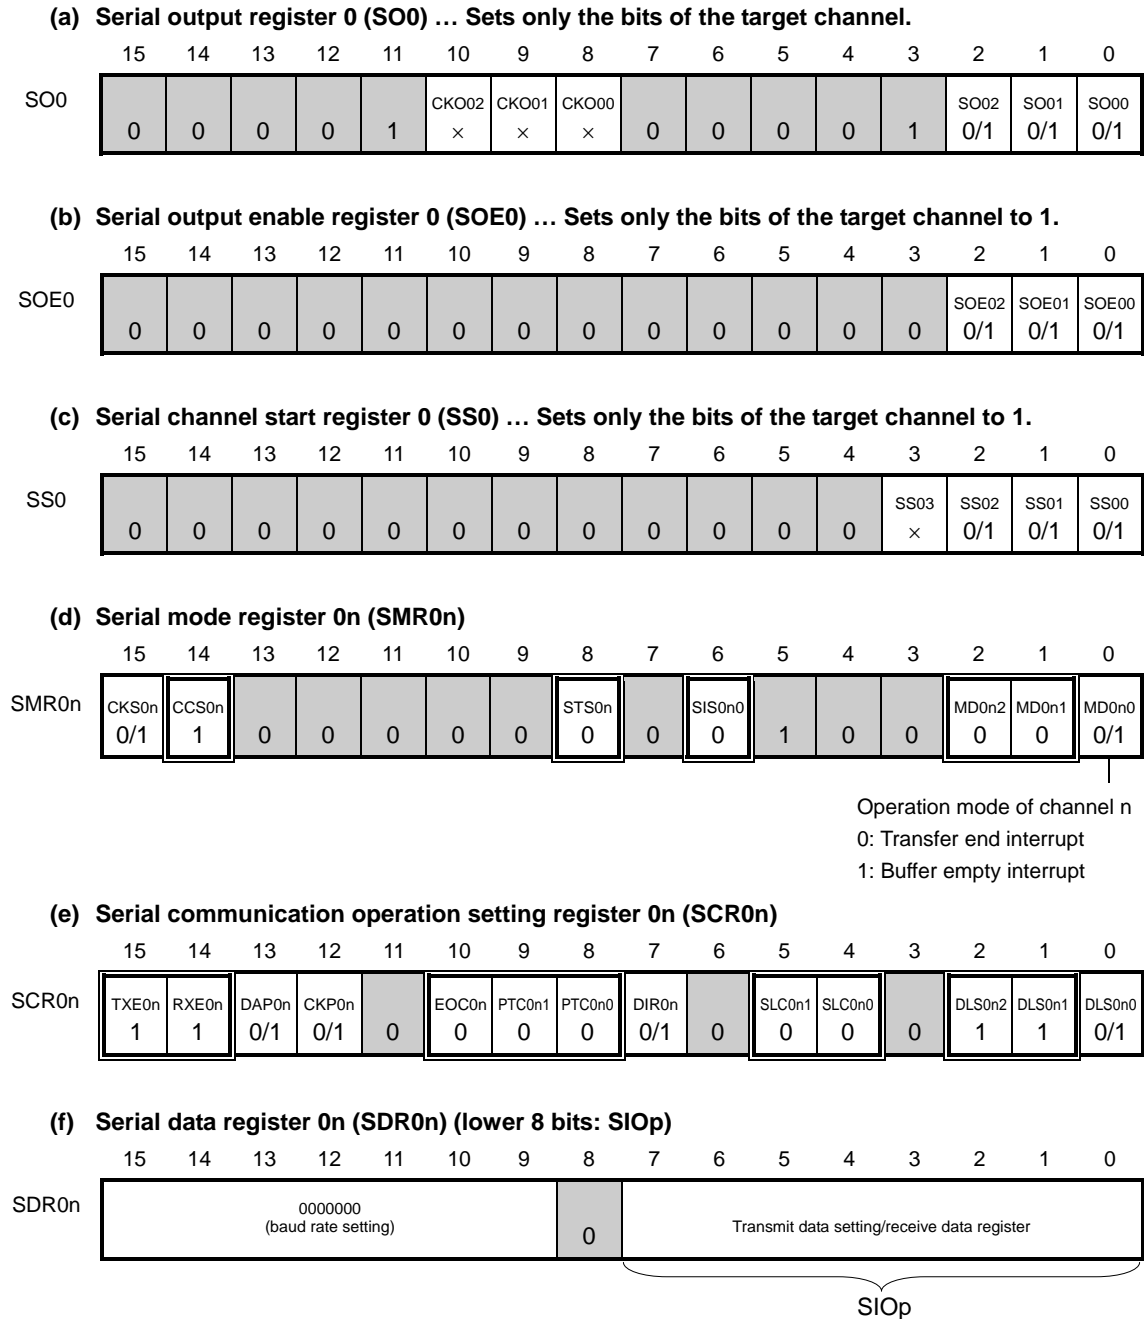 (a) Serial output register 0 (SO0) … Sets only the bits of the target channel.
15 14 13 12 11 10 9 8 7 6 5 4 3 2 1 0
SO0
CKO02 CKO01 CKO00 SO02 SO01 SO00
0 0 0 0 1 × × × 0 0 0 0 1 0/1 0/1 0/1
(b) Serial output enable register 0 (SOE0) … Sets only the bits of the target channel to 1.
15 14 13 12 11 10 9 8 7 6 5 4 3 2 1 0
SOE0
SOE02 SOE01 SOE00
0 0 0 0 0 0 0 0 0 0 0 0 0 0/1 0/1 0/1
(c) Serial channel start register 0 (SS0) … Sets only the bits of the target channel to 1.
15 14 13 12 11 10 9 8 7 6 5 4 3 2 1 0
SS0
SS03 SS02 SS01 SS00
0 0 0 0 0 0 0 0 0 0 0 0 × 0/1 0/1 0/1
(d) Serial mode register 0n (SMR0n)
15 14 13 12 11 10 9 8 7 6 5 4 3 2 1 0
SMR0n
CKS0n CCS0n STS0n SIS0n0 MD0n2 MD0n1 MD0n0
0/1 1 0 0 0 0 0 0 0 0 1 0 0 0 0 0/1
Operation mode of channel n
0: Transfer end interrupt
1: Buffer empty interrupt
(e) Serial communication operation setting register 0n (SCR0n)
15 14 13 12 11 10 9 8 7 6 5 4 3 2 1 0
SCR0n
TXE0n RXE0n DAP0n CKP0n EOC0n PTC0n1 PTC0n0 DIR0n SLC0n1 SLC0n0 DLS0n2 DLS0n1 DLS0n0
1 1 0/1 0/1 0 0 0 0 0/1 0 0 0 0 1 1 0/1
(f) Serial data register 0n (SDR0n) (lower 8 bits: SIOp)
15 14 13 12 11 10 9 8 7 6 5 4 3 2 1 0
SDR0n
0000000
(baud rate setting)
0
Transmit data setting/receive data register
SIOp